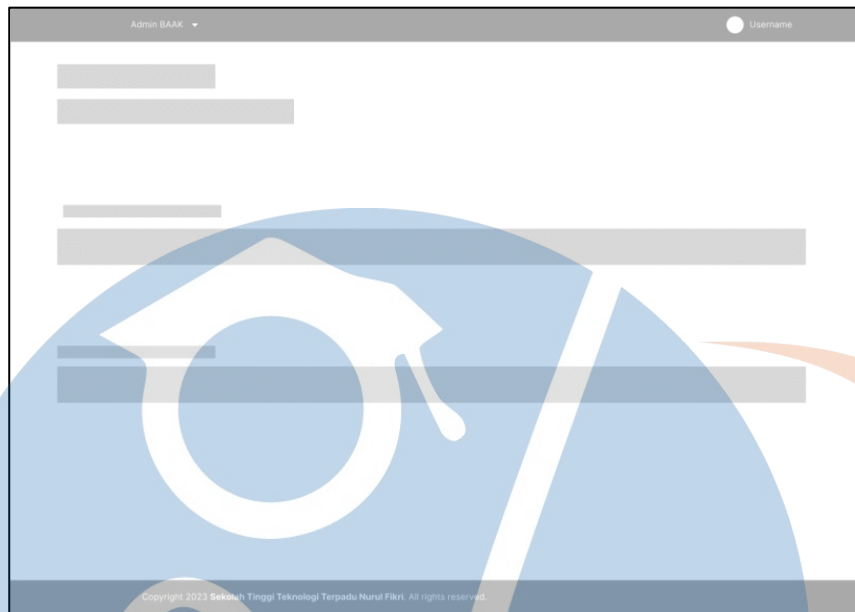 Admin BAAK
Username
Copyright 2023 Sekolah Tinggi Teknologi Terpadu Nurul Fikri. All rights reserved.